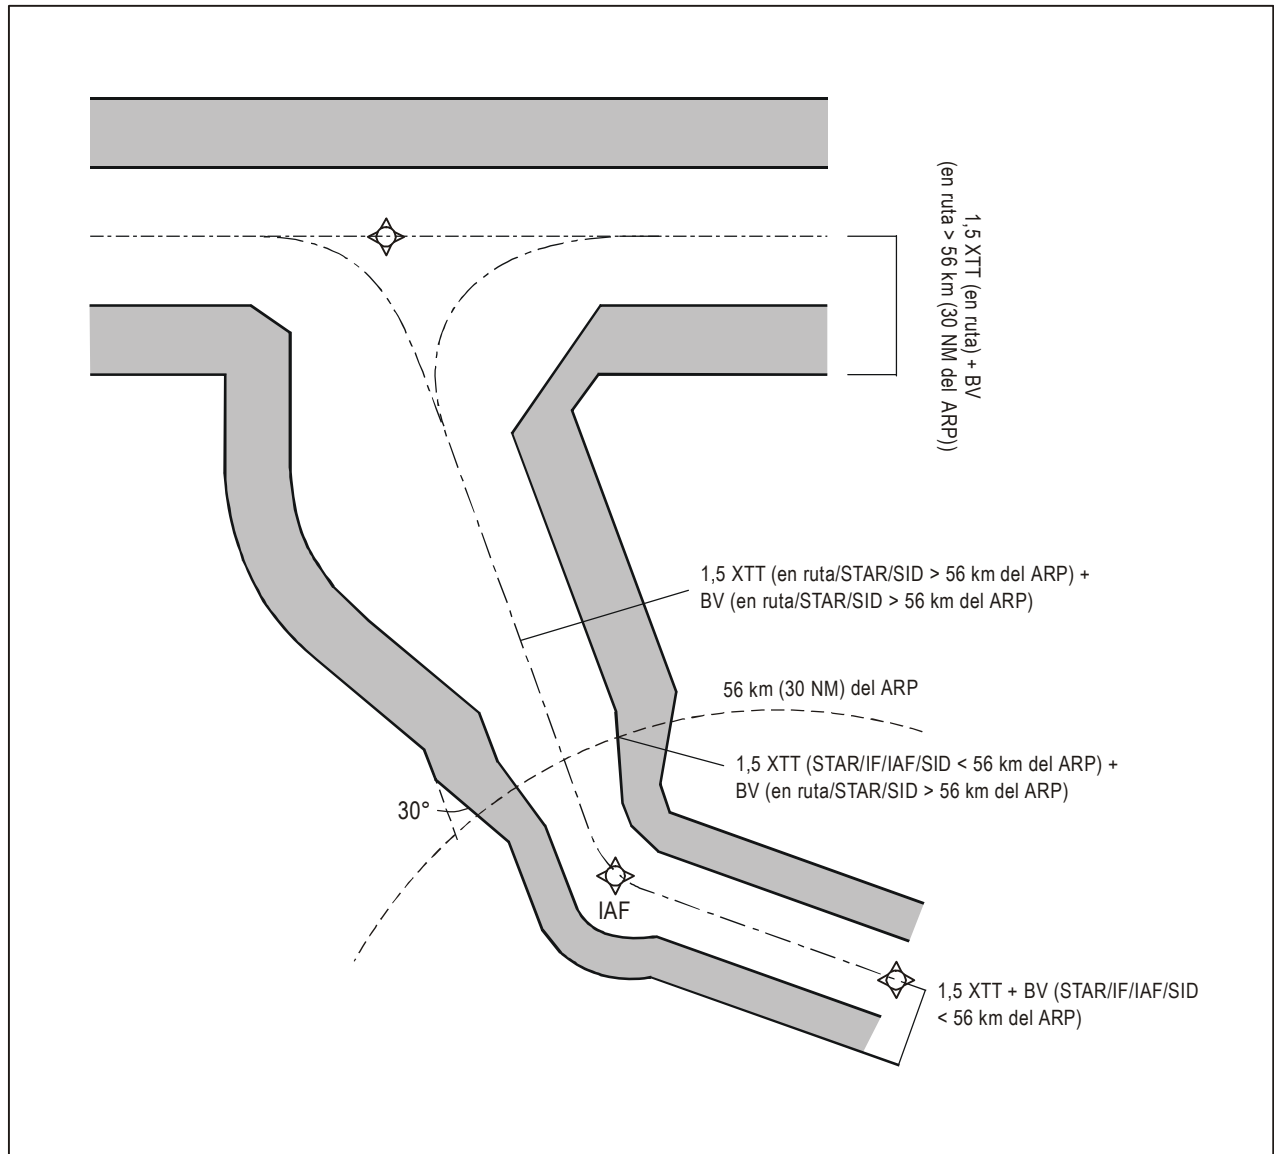 1,5 XTT (en ruta) + BV
(en ruta > 56 km (30 NM del ARP))
1,5 XTT (en ruta/STAR/SID > 56 km del ARP) +
BV (en ruta/STAR/SID > 56 km del ARP)
56 km (30 NM) del ARP
1,5 XTT (STAR/IF/IAF/SID < 56 km del ARP) +
BV (en ruta/STAR/SID > 56 km del ARP)
30°
IAF
1,5 XTT + BV (STAR/IF/IAF/SID
< 56 km del ARP)